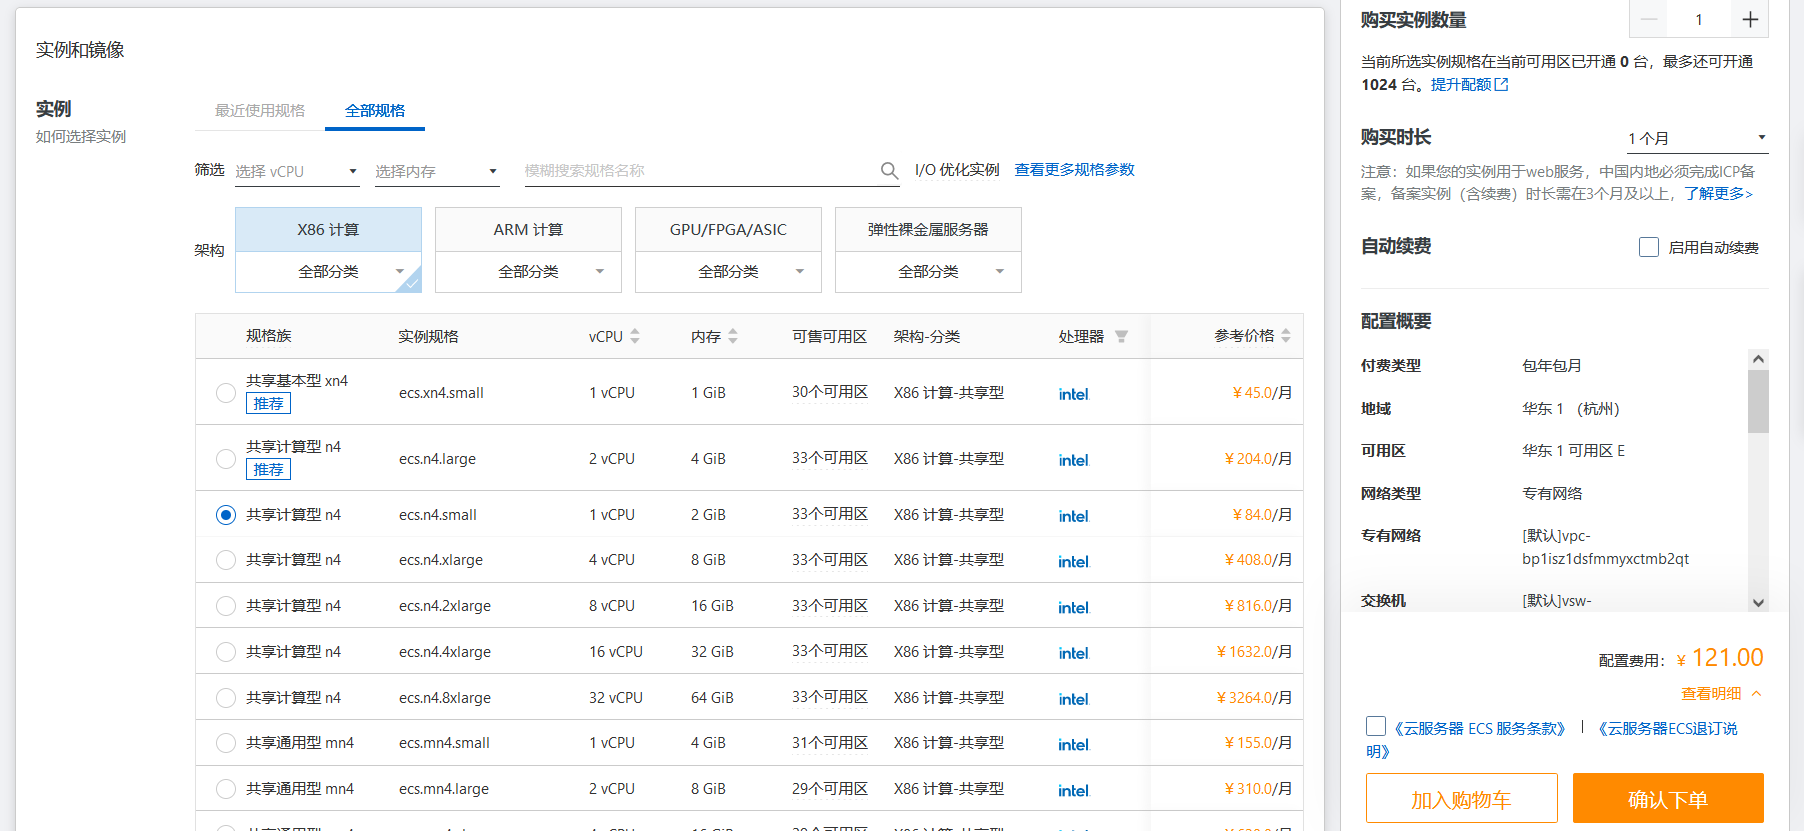 实例和镜像
实例
如何选择实例
最近使用规格 全部规格
筛选 选择 vCPU 选择内存 模糊搜索规格名称 I/O 优化实例 查看更多规格参数
架构
X86 计算 ARM 计算 GPU/FPGA/ASIC 弹性裸金属服务器
全部分类 全部分类 全部分类 全部分类
规格族 实例规格 vCPU 内存 可售可用区 架构-分类 处理器 参考价格
共享基本型 xn4 推荐 ecs.xn4.small 1 vCPU 1 GiB 30个可用区 X86 计算-共享型 intel ¥ 45.0/月
共享计算型 n4 推荐 ecs.n4.large 2 vCPU 4 GiB 33个可用区 X86 计算-共享型 intel ¥ 204.0/月
共享计算型 n4 ecs.n4.small 1 vCPU 2 GiB 33个可用区 X86 计算-共享型 intel ¥ 84.0/月
共享计算型 n4 ecs.n4.xlarge 4 vCPU 8 GiB 33个可用区 X86 计算-共享型 intel ¥ 408.0/月
共享计算型 n4 ecs.n4.2xlarge 8 vCPU 16 GiB 33个可用区 X86 计算-共享型 intel ¥ 816.0/月
共享计算型 n4 ecs.n4.4xlarge 16 vCPU 32 GiB 33个可用区 X86 计算-共享型 intel ¥ 1632.0/月
共享计算型 n4 ecs.n4.8xlarge 32 vCPU 64 GiB 33个可用区 X86 计算-共享型 intel ¥ 3264.0/月
共享通用型 mn4 ecs.mn4.small 1 vCPU 4 GiB 31个可用区 X86 计算-共享型 intel ¥ 155.0/月
共享通用型 mn4 ecs.mn4.large 2 vCPU 8 GiB 29个可用区 X86 计算-共享型 intel ¥ 310.0/月
购买实例数量 1
当前所选实例规格在当前可用区已开通 0 台，最多还可开通
1024 台。提升配额
购买时长 1 个月
注意：如果您的实例用于web服务，中国内地必须完成ICP备
案，备案实例（含续费）时长需在3个月及以上，了解更多>
自动续费 启用自动续费
配置概要
付费类型 包年包月
地域 华东 1 （杭州）
可用区 华东 1 可用区 E
网络类型 专有网络
专有网络 [默认]vpc-
bp1isz1dsfmmyxctmb2qt
交换机 [默认]vsw-
配置费用： ¥ 121.00
查看明细
《云服务器 ECS 服务条款》 | 《云服务器ECS退订说
明》
加入购物车 确认下单